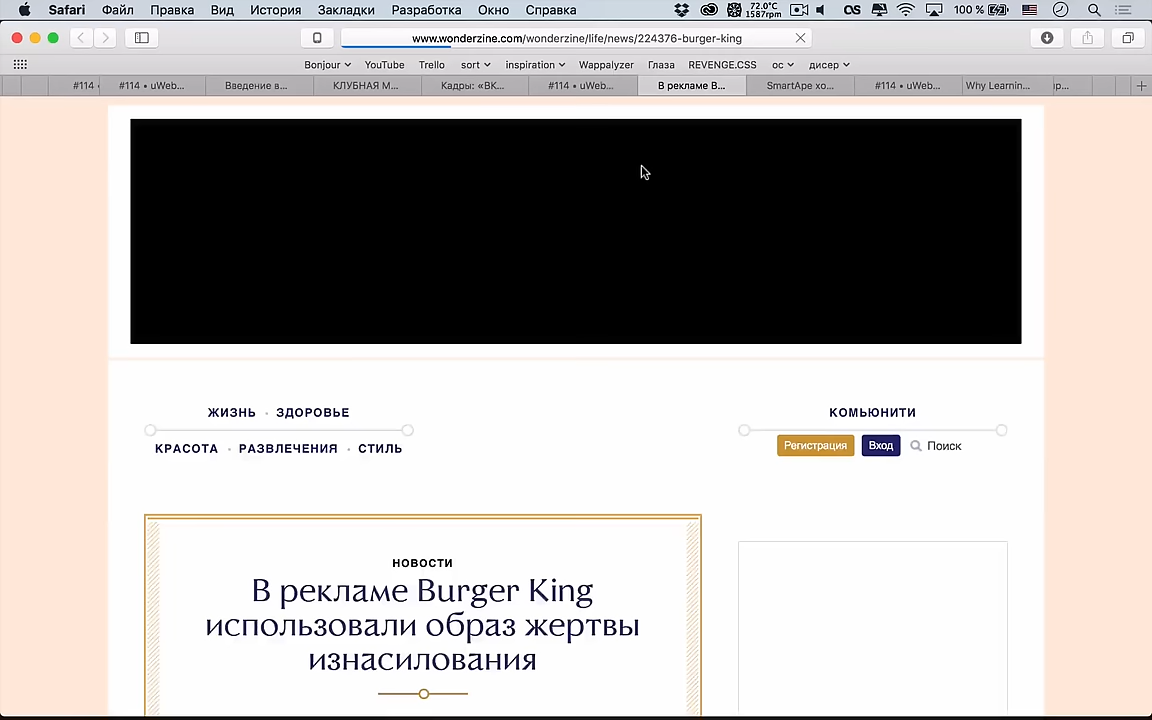 Safari Файл Правка Вид История Закладки Разработка Окно Справка 72.0°C 1587rpm 100 %
www.wonderzine.com/wonderzine/life/news/224376-burger-king
Bonjour YouTube Trello sort inspiration Wappalyzer Глаза REVENGE.CSS ос дисер
#114 #114 • uWeb... Введение в... КЛУБНАЯ М... Кадры: «ВК... #114 • uWeb... В рекламе В... SmartApe хо... #114 • uWeb... Why Learnin...
ЖИЗНЬ • ЗДОРОВЬЕ
КРАСОТА • РАЗВЛЕЧЕНИЯ • СТИЛЬ
КОМЬЮНИТИ
Регистрация Вход Поиск
НОВОСТИ
В рекламе Burger King
использовали образ жертвы
изнасилования